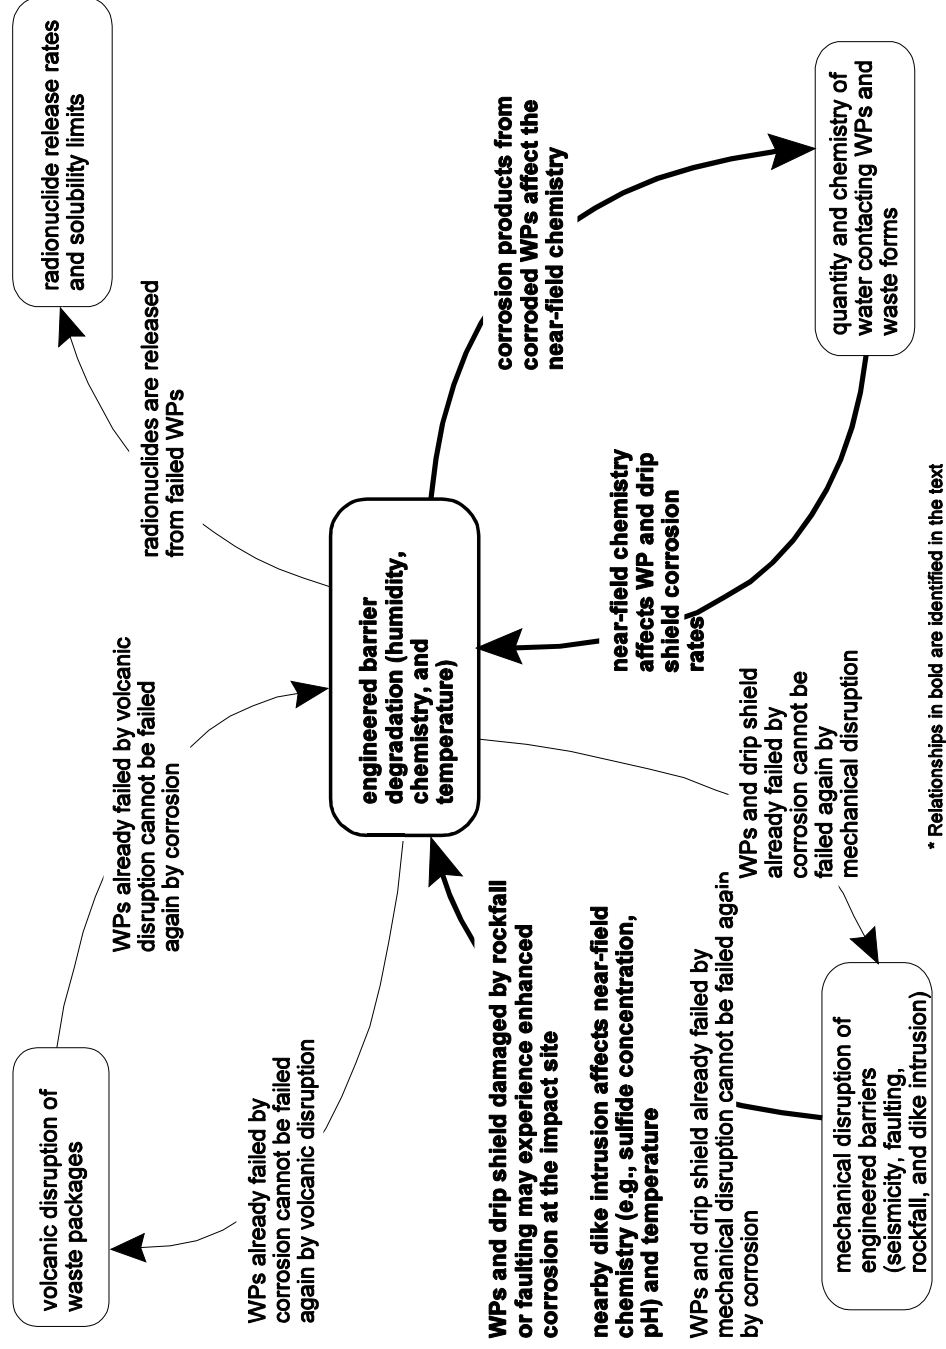 volcanic disruption of
waste packages
WPs already failed by volcanic
disruption cannot be failed
again by corrosion
radionuclides are released
from failed WPs
radionuclide release rates
and solubility limits
WPs already failed by
corrosion cannot be failed
again by volcanic disruption
engineered barrier
degradation (humidity,
chemistry, and
temperature)
corrosion products from
corroded WPs affect the
near-field chemistry
WPs and drip shield damaged by rockfall
or faulting may experience enhanced
corrosion at the impact site
nearby dike intrusion affects near-field
chemistry (e.g., sulfide concentration,
pH) and temperature
WPs and drip shield already failed by
mechanical disruption cannot be failed again
by corrosion
near-field chemistry
affects WP and drip
shield corrosion
rates
WPs and drip shield
already failed by
corrosion cannot be
failed again by
mechanical disruption
quantity and chemistry of
water contacting WPs and
waste forms
mechanical disruption of
engineered barriers
(seismicity, faulting,
rockfall, and dike intrusion)
* Relationships in bold are identified in the text